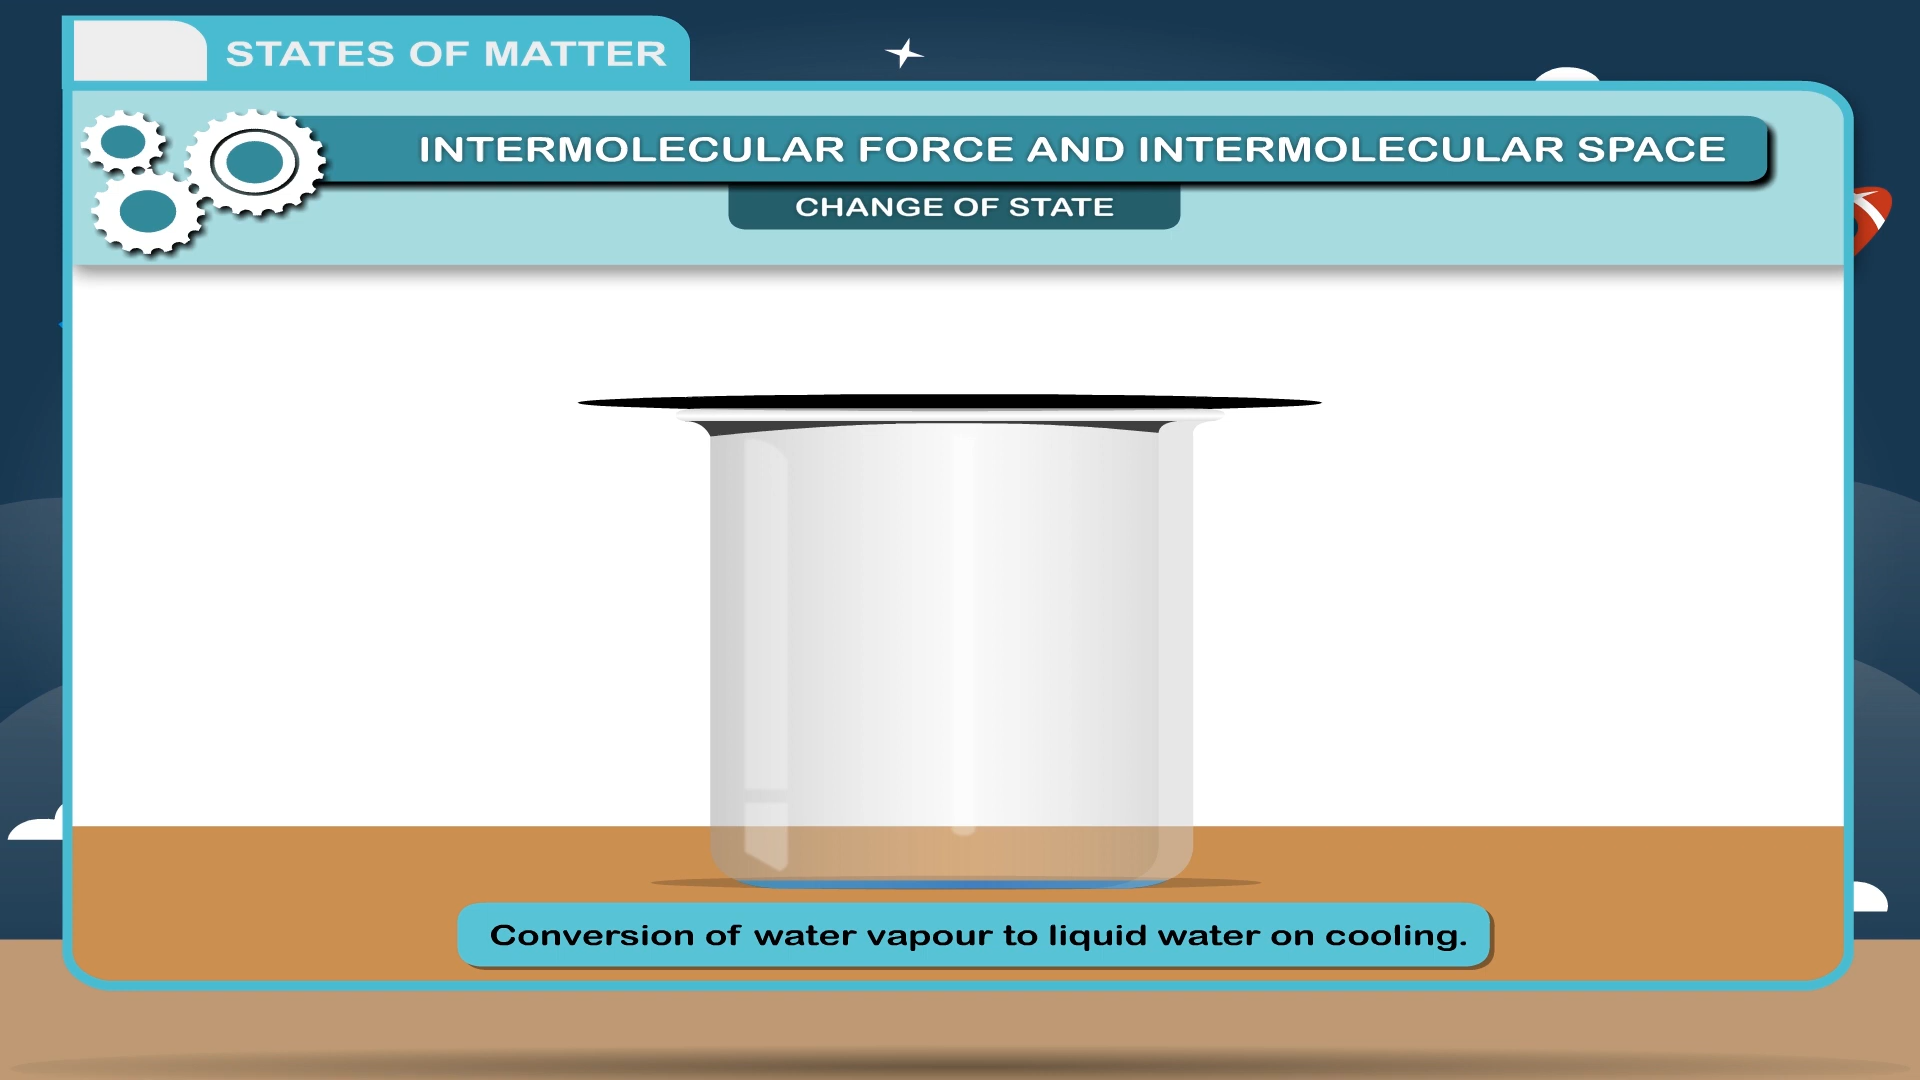 STATES OF MATTER
INTERMOLECULAR FORCE AND INTERMOLECULAR SPACE
CHANGE OF STATE
Conversion of water vapour to liquid water on cooling.